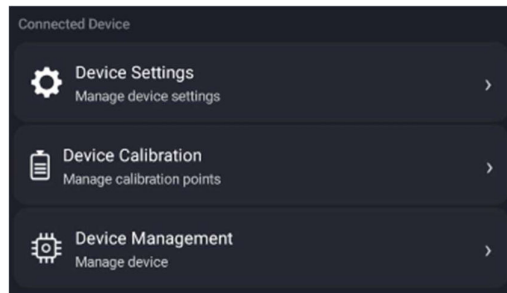 Connected Device
Device Settings
Manage device settings
Device Calibration
Manage calibration points
Device Management
Manage device